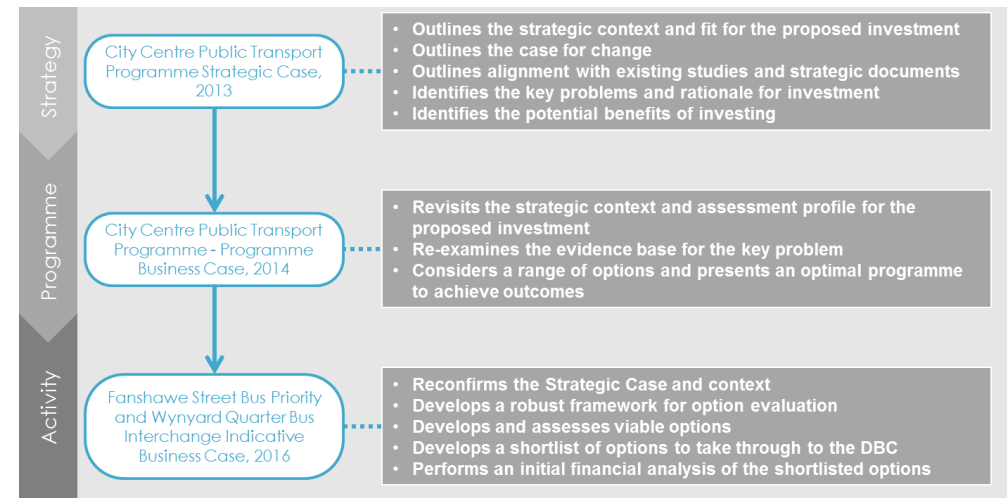 Strategy
City Centre Public Transport
Programme Strategic Case,
2013
• Outlines the strategic context and fit for the proposed investment
• Outlines the case for change
• Outlines alignment with existing studies and strategic documents
• Identifies the key problems and rationale for investment
• Identifies the potential benefits of investing
Programme
City Centre Public Transport
Programme - Programme
Business Case, 2014
• Revisits the strategic context and assessment profile for the
proposed investment
• Re-examines the evidence base for the key problem
• Considers a range of options and presents an optimal programme
to achieve outcomes
Activity
Fanshawe Street Bus Priority
and Wynyard Quarter Bus
Interchange Indicative
Business Case, 2016
• Reconfirms the Strategic Case and context
• Develops a robust framework for option evaluation
• Develops and assesses viable options
• Develops a shortlist of options to take through to the DBC
• Performs an initial financial analysis of the shortlisted options